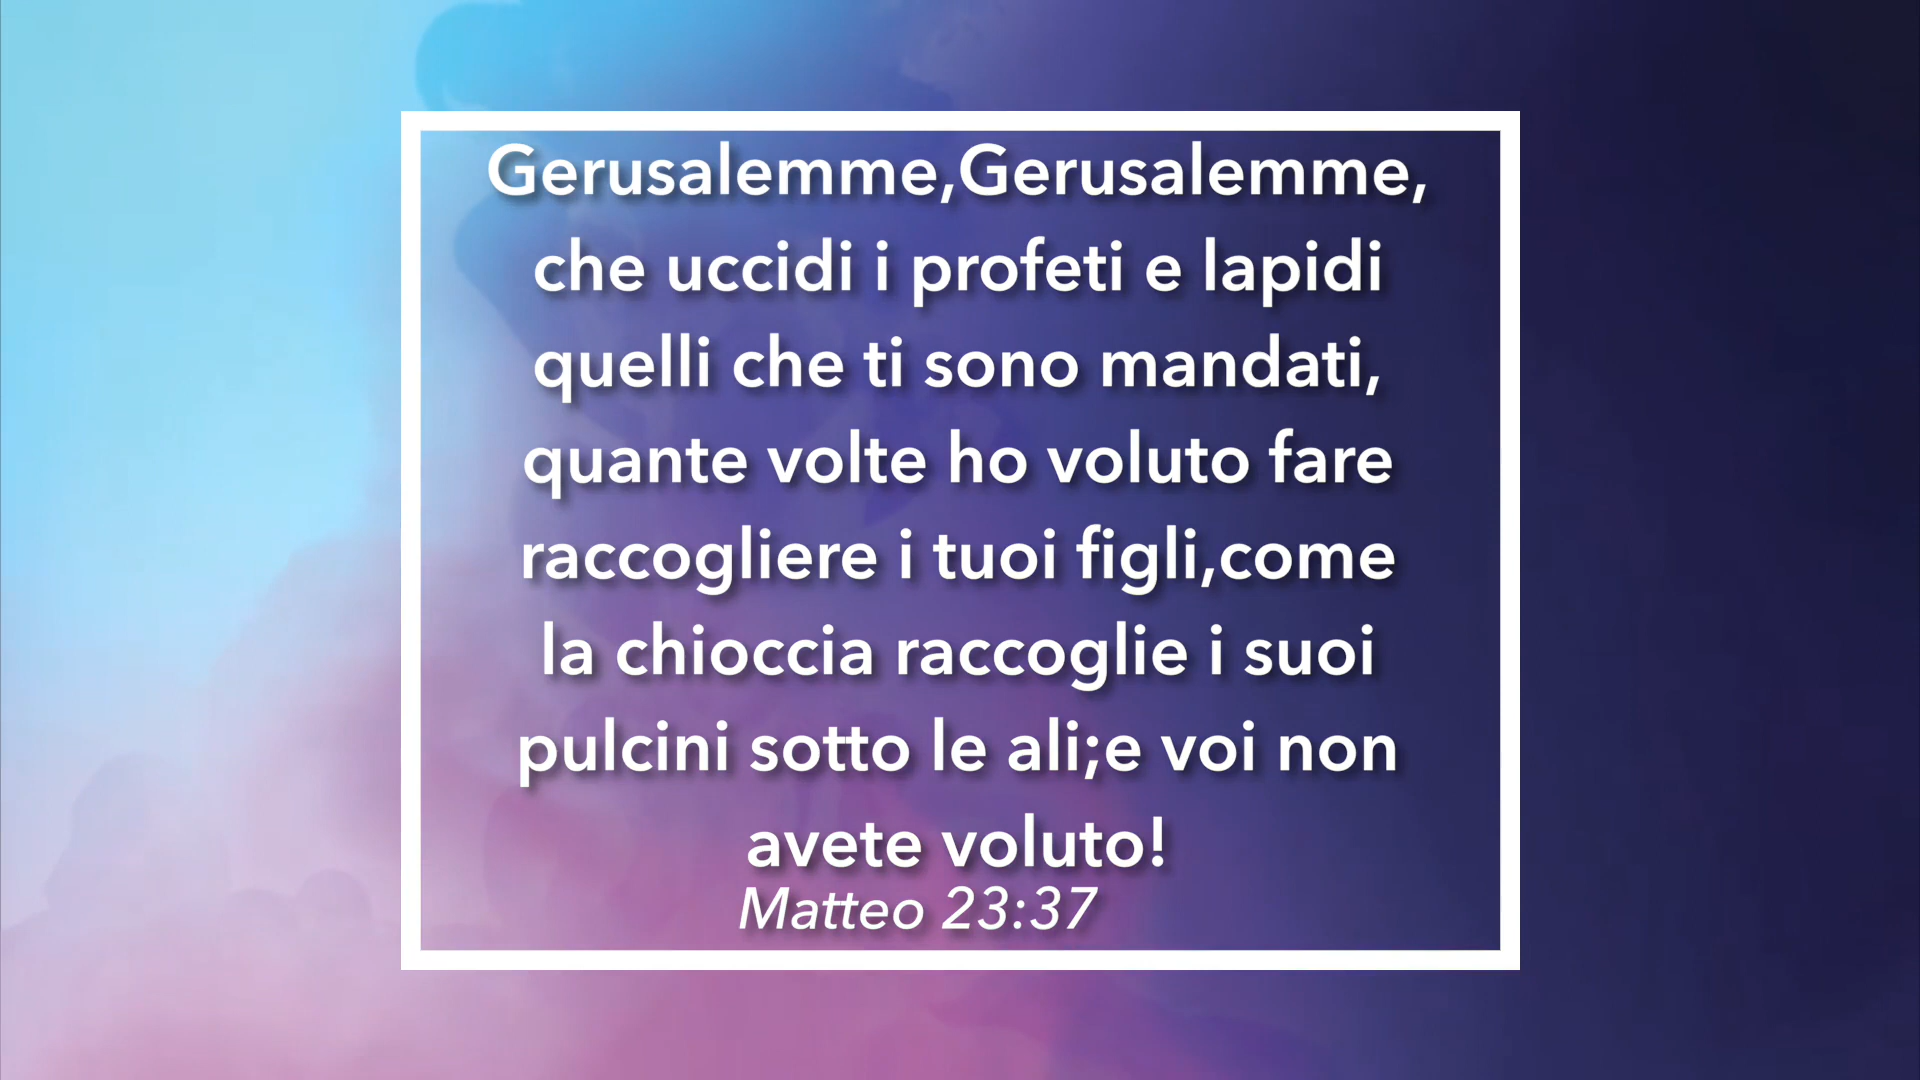 Gerusalemme,Gerusalemme,
che uccidi i profeti e lapidi
quelli che ti sono mandati,
quante volte ho voluto fare
raccogliere i tuoi figli,come
la chioccia raccoglie i suoi
pulcini sotto le ali;e voi non
avete voluto!
Matteo 23:37